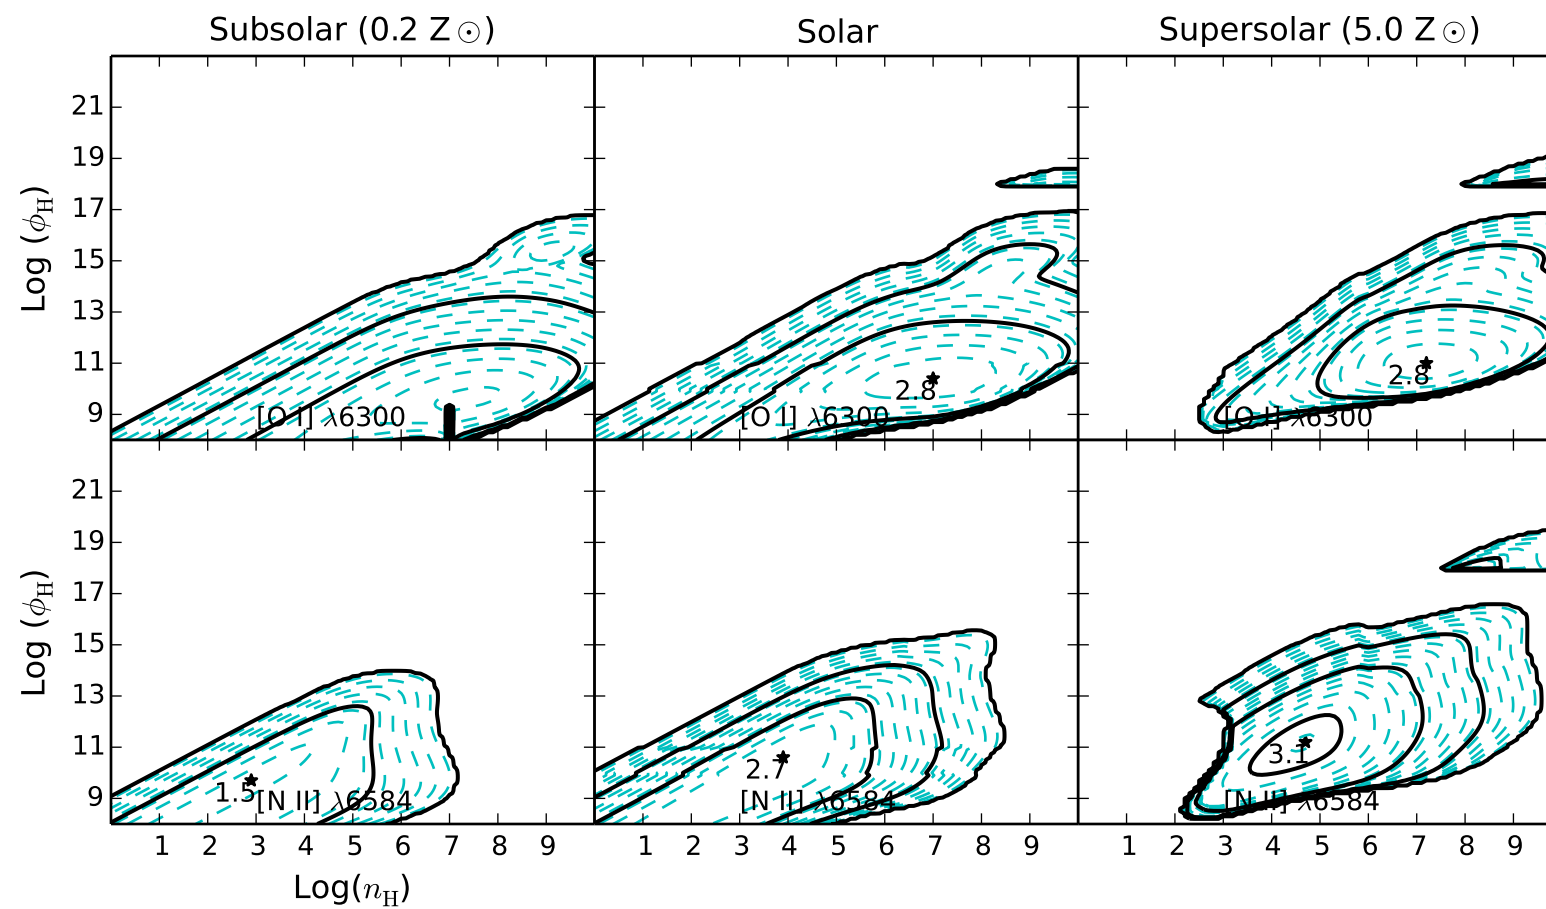 Subsolar (0.2 Z☉) Solar Supersolar (5.0 Z☉)
Log (ϕH)
21
19
17
15
13
11
9
[O I] λ6300
2.8
[O I] λ6300
2.8
[O I] λ6300
Log (ϕH)
21
19
17
15
13
11
9
1.5
[N II] λ6584
2.7
[N II] λ6584
3.1
[N II] λ6584
1 2 3 4 5 6 7 8 9 1 2 3 4 5 6 7 8 9 1 2 3 4 5 6 7 8 9
Log(nH)